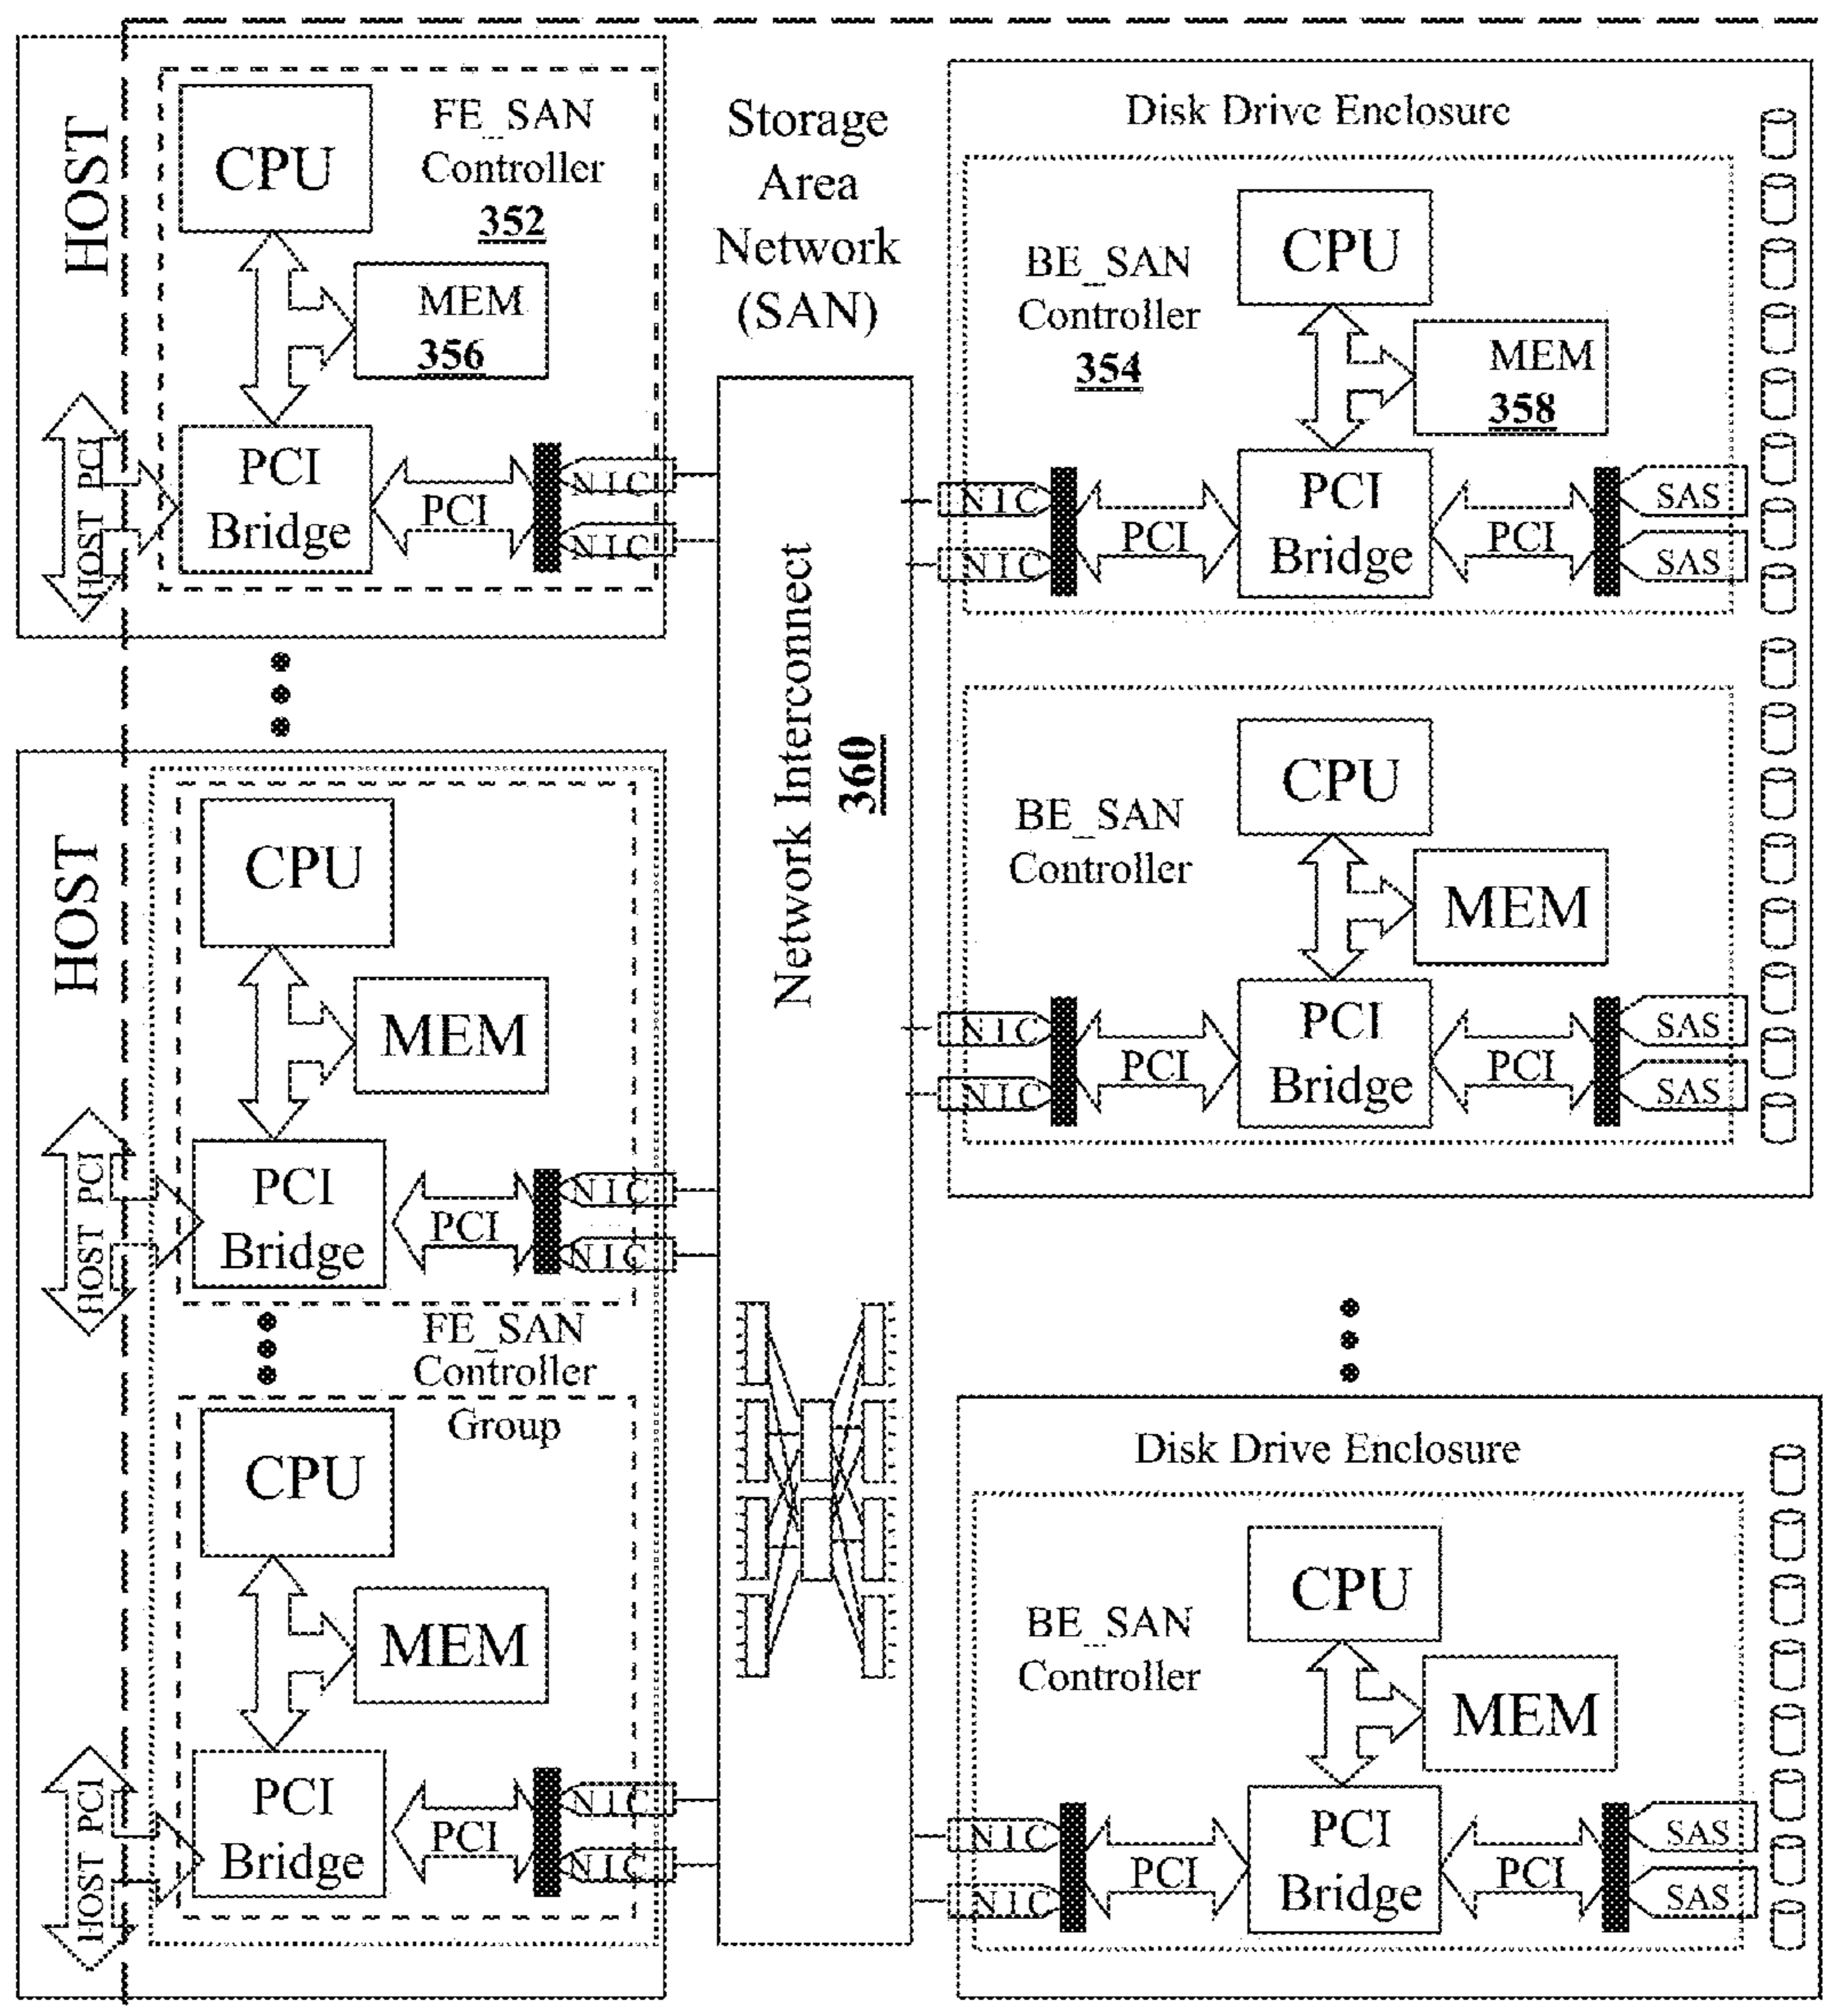 HOST
CPU
FE_SAN
Controller
352
MEM
356
HOST PCI
PCI
Bridge
PCI
NIC
NIC
HOST
CPU
MEM
HOST PCI
PCI
Bridge
PCI
NIC
NIC
FE_SAN
Controller
Group
CPU
MEM
HOST PCI
PCI
Bridge
PCI
NIC
NIC
Storage
Area
Network
(SAN)
Network Interconnect
360
Disk Drive Enclosure
BE_SAN
Controller
354
CPU
MEM
358
NIC
NIC
PCI
PCI
Bridge
PCI
SAS
SAS
BE_SAN
Controller
CPU
MEM
NIC
NIC
PCI
PCI
Bridge
PCI
SAS
SAS
Disk Drive Enclosure
BE_SAN
Controller
CPU
MEM
NIC
NIC
PCI
PCI
Bridge
PCI
SAS
SAS